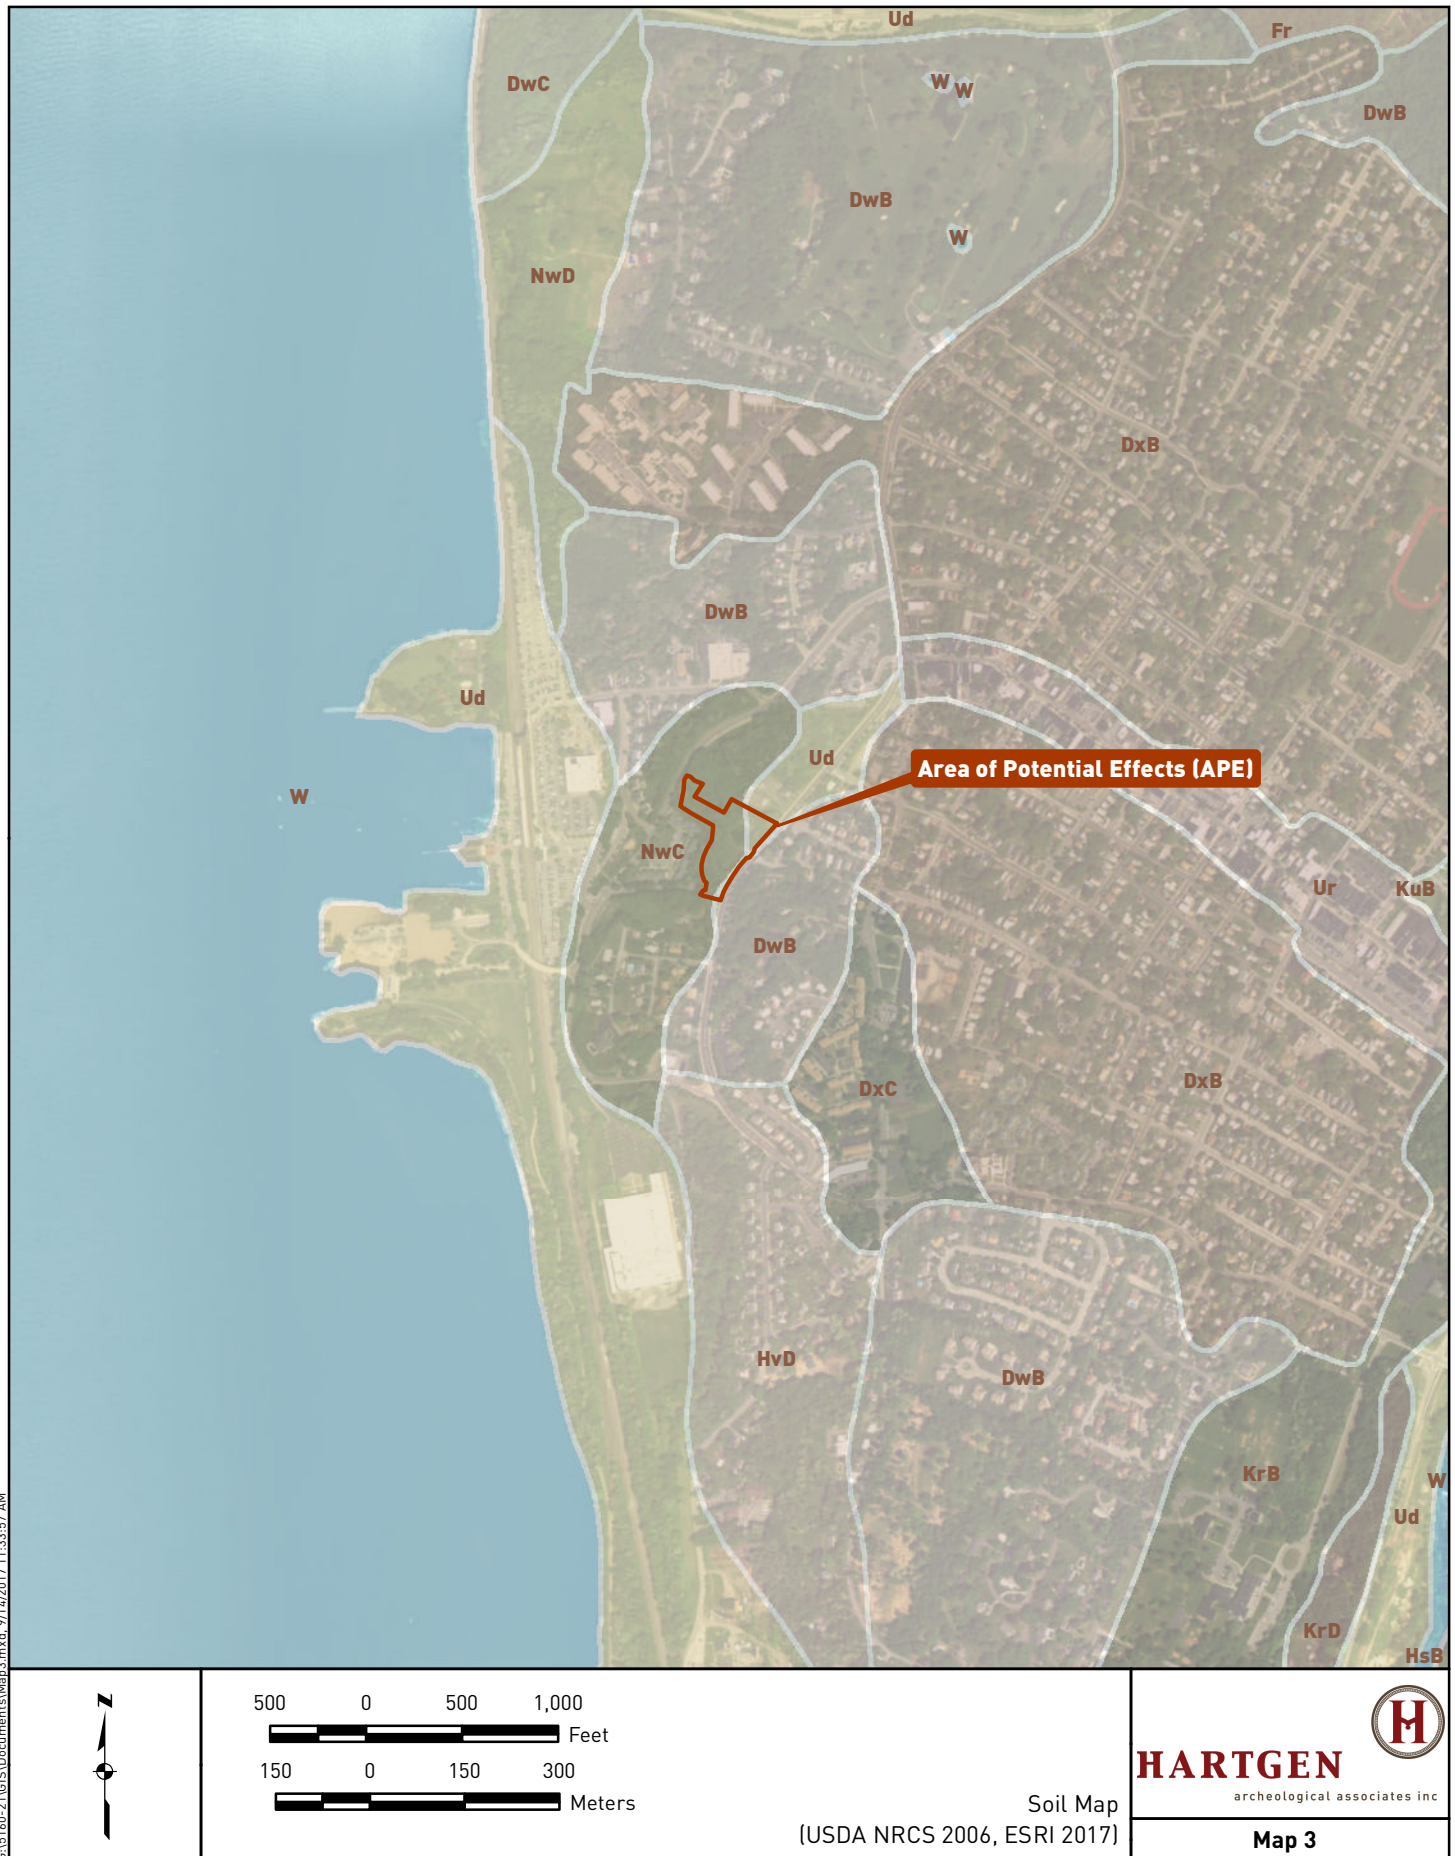 Ud
Fr
DwC
W
W
DwB
DwB
W
NwD
DxB
DwB
Ud
Ud
Area of Potential Effects (APE)
W
NwC
Ur
KuB
DwB
DxC
DxB
HvD
DwB
KrB
W
Ud
KrD
HsB
N
500 0 500 1,000
Feet
150 0 150 300
Meters
Soil Map
(USDA NRCS 2006, ESRI 2017)
H
HARTGEN
archeological associates inc
Map 3